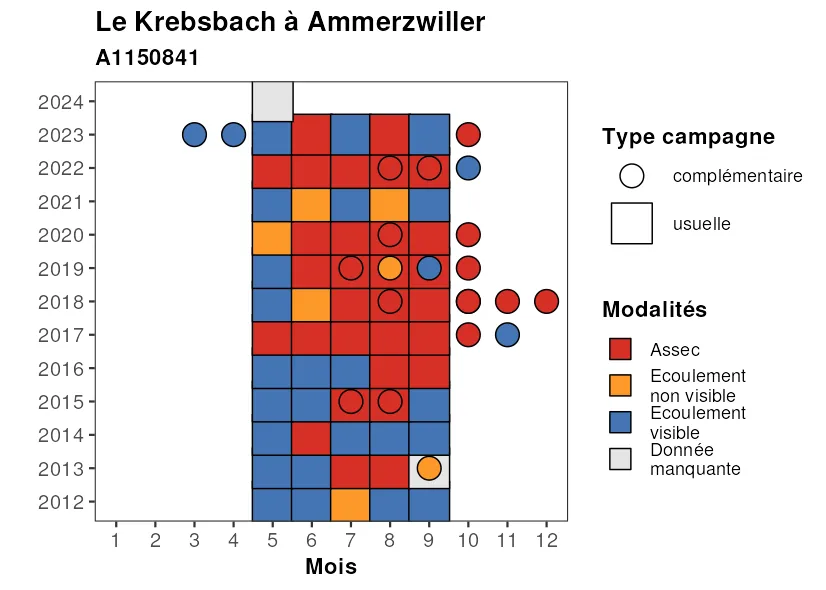 Le Krebsbach à Ammerzwiller
A1150841
2024
2023
2022
2021
2020
2019
2018
2017
2016
2015
2014
2013
2012
1 2 3 4 5 6 7 8 9 10 11 12
Mois
Type campagne
complémentaire
usuelle
Modalités
Assec
Ecoulement
non visible
Ecoulement
visible
Donnée
manquante